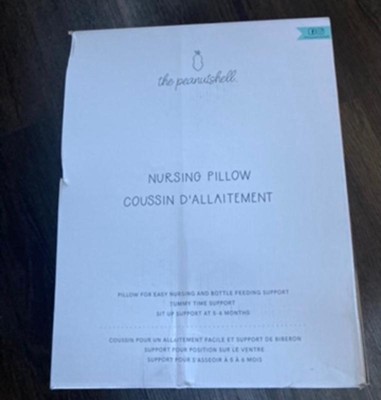 the peanutshell.
NURSING PILLOW
COUSSIN D'ALLAITEMENT
PILLOW FOR EASY NURSING AND BOTTLE FEEDING SUPPORT
TUMMY TIME SUPPORT
SIT UP SUPPORT AT 5-6 MONTHS
COUSSIN POUR UN ALLAITEMENT FACILE ET SUPPORT DE BIBERON
SUPPORT POUR POSITION SUR LE VENTRE
SUPPORT POUR S'ASSEOIR À 5 À 6 MOIS